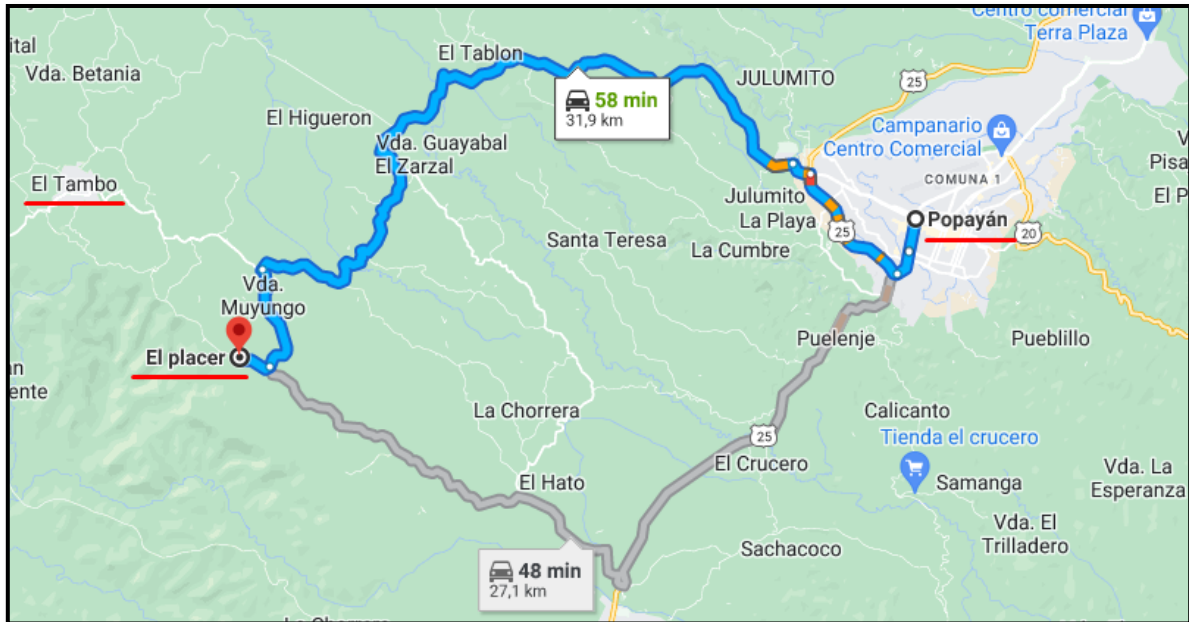 Centro comercial
Terra Plaza
ital
Vda. Betania
El Tablon
JULUMITO
25
58 min
31,9 km
El Higueron
Vda. Guayabal
El Zarzal
Campanario
Centro Comercial
COMUNA 1
Pisa
El P
El Tambo
Julumito
La Playa
25
Popayán
20
Santa Teresa
La Cumbre
Vda.
Muyungo
Puelenje
Pueblillo
El placer
ente
La Chorrera
Calicanto
Tienda el crucero
25
El Crucero
El Hato
Samanga
Vda. La
Esperanza
Vda. El
Trilladero
Sachacoco
48 min
27,1 km